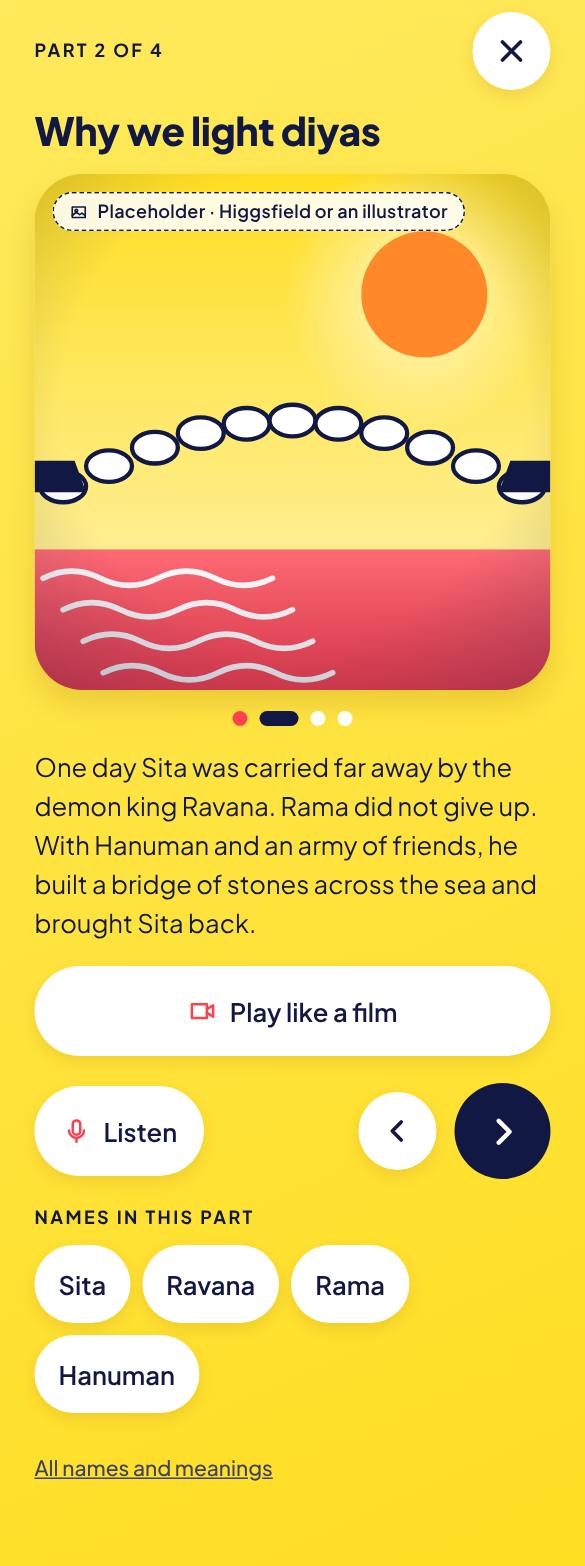 PART 2 OF 4
Why we light diyas
Placeholder · Higgsfield or an illustrator
One day Sita was carried far away by the
demon king Ravana. Rama did not give up.
With Hanuman and an army of friends, he
built a bridge of stones across the sea and
brought Sita back.
Play like a film
Listen
NAMES IN THIS PART
Sita
Ravana
Rama
Hanuman
All names and meanings